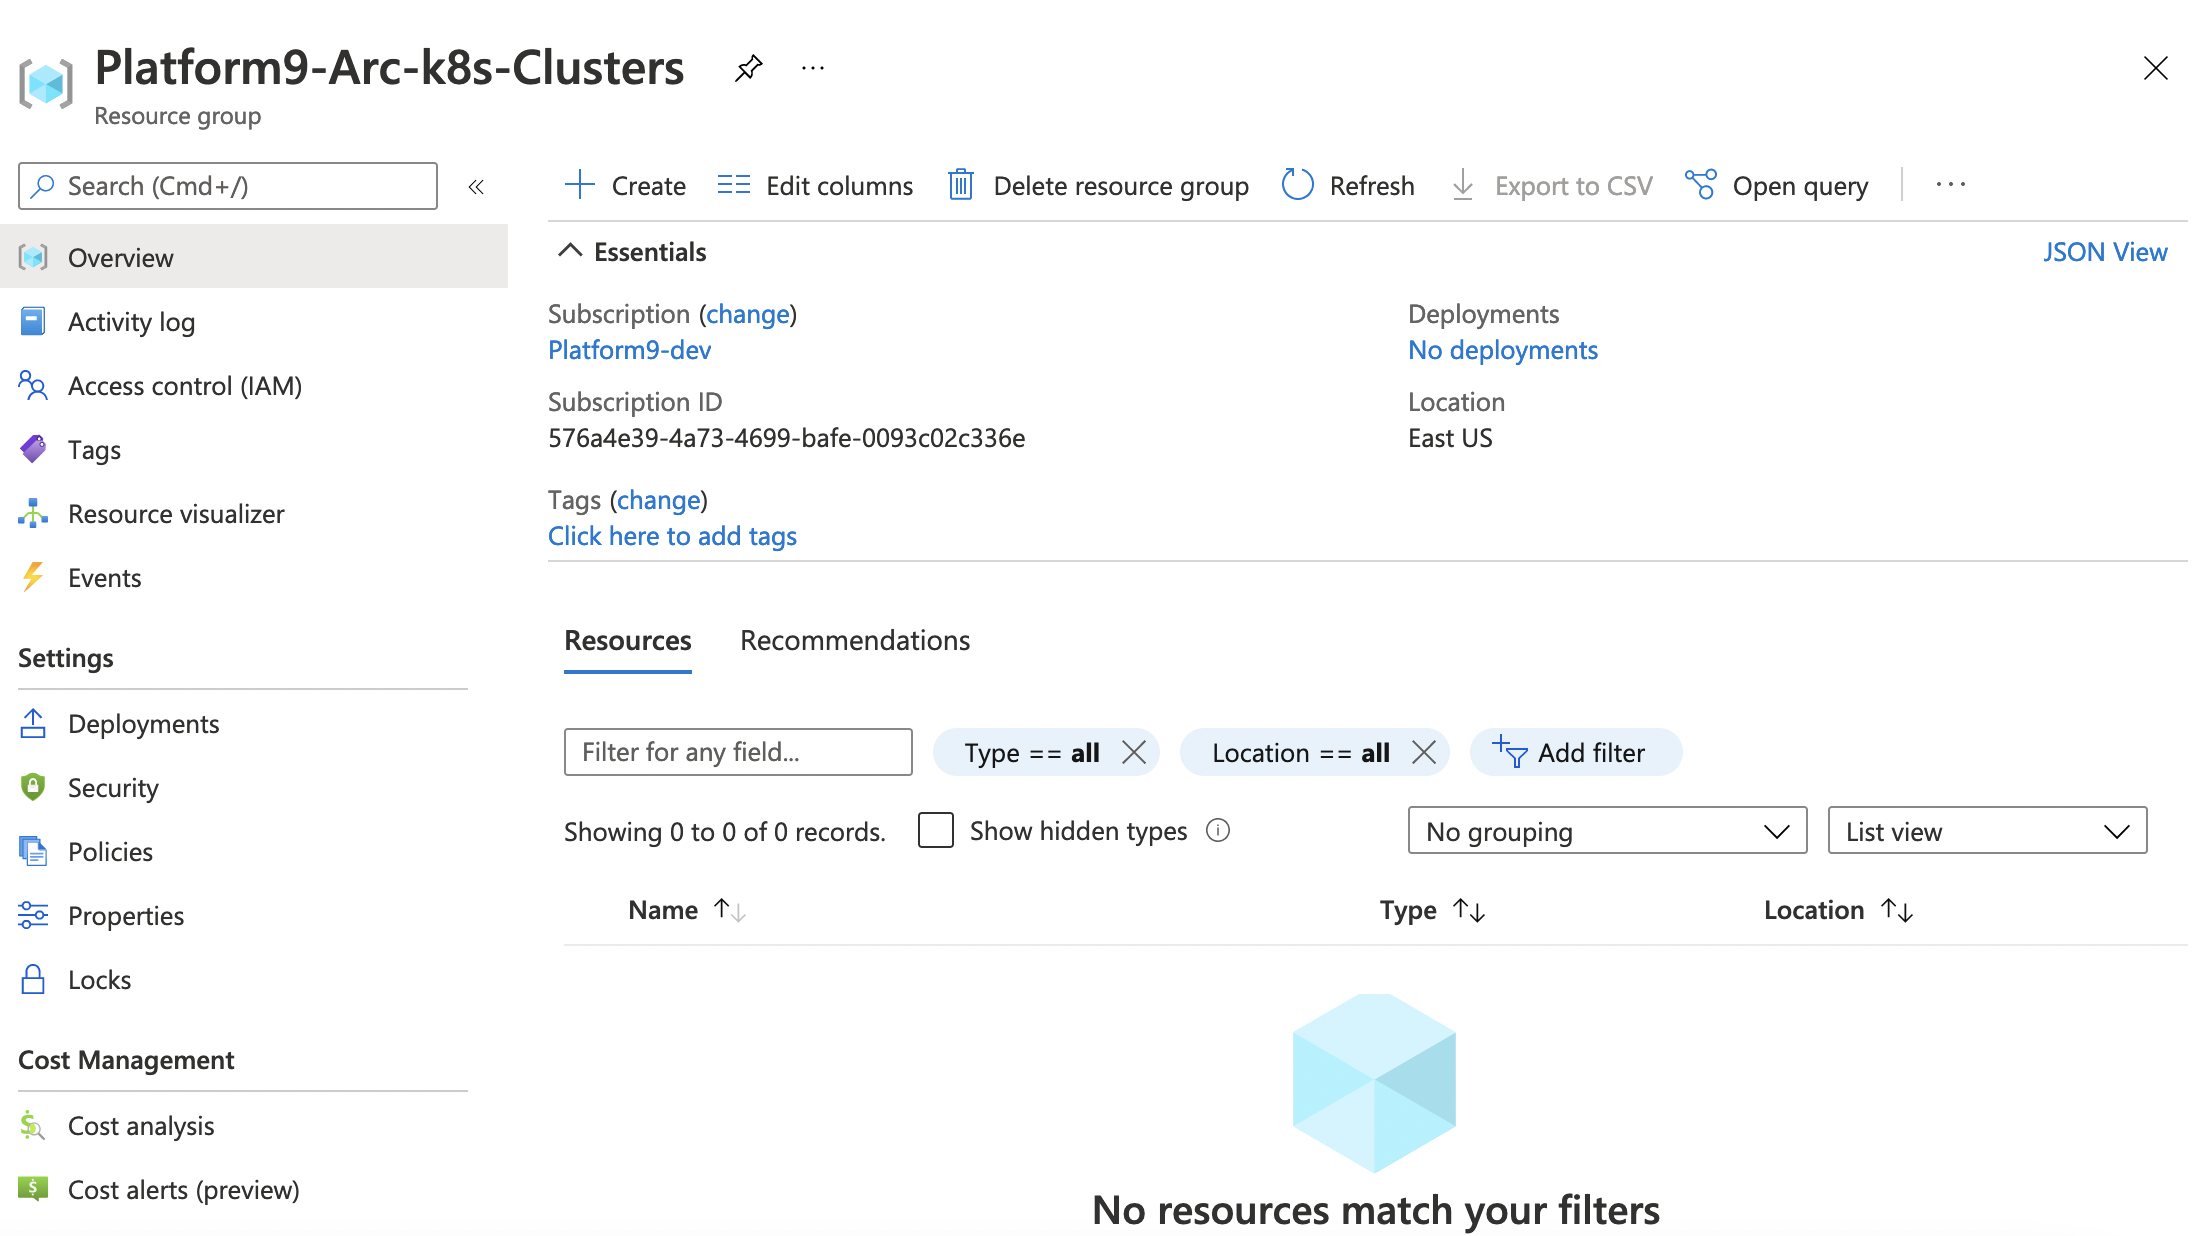 Platform9-Arc-k8s-Clusters
Resource group
Search (Cmd+/)
Overview
Activity log
Access control (IAM)
Tags
Resource visualizer
Events
Settings
Deployments
Security
Policies
Properties
Locks
Cost Management
Cost analysis
Cost alerts (preview)
Create
Edit columns
Delete resource group
Refresh
Export to CSV
Open query
Essentials
JSON View
Subscription (change)
Platform9-dev
Subscription ID
576a4e39-4a73-4699-bafe-0093c02c336e
Deployments
No deployments
Location
East US
Tags (change)
Click here to add tags
Resources
Recommendations
Filter for any field...
Type == all
Location == all
Add filter
Showing 0 to 0 of 0 records.
Show hidden types
No grouping
List view
Name
Type
Location
No resources match your filters